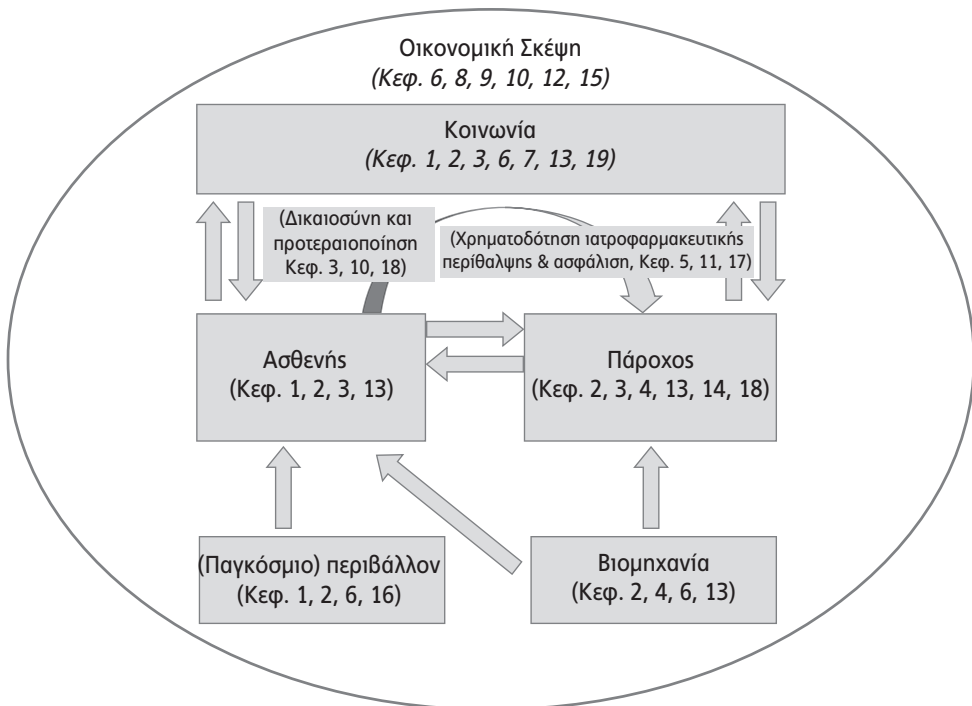 Οικονομική Σκέψη
(Κεφ. 6, 8, 9, 10, 12, 15)
Κοινωνία
(Κεφ. 1, 2, 3, 6, 7, 13, 19)
(Δικαιοσύνη και
προτεραιοποίηση
Κεφ. 3, 10, 18)
(Χρηματοδότηση ιατροφαρμακευτικής
περίθαλψης & ασφάλιση, Κεφ. 5, 11, 17)
Ασθενής
(Κεφ. 1, 2, 3, 13)
Πάροχος
(Κεφ. 2, 3, 4, 13, 14, 18)
(Παγκόσμιο) περιβάλλον
(Κεφ. 1, 2, 6, 16)
Βιομηχανία
(Κεφ. 2, 4, 6, 13)